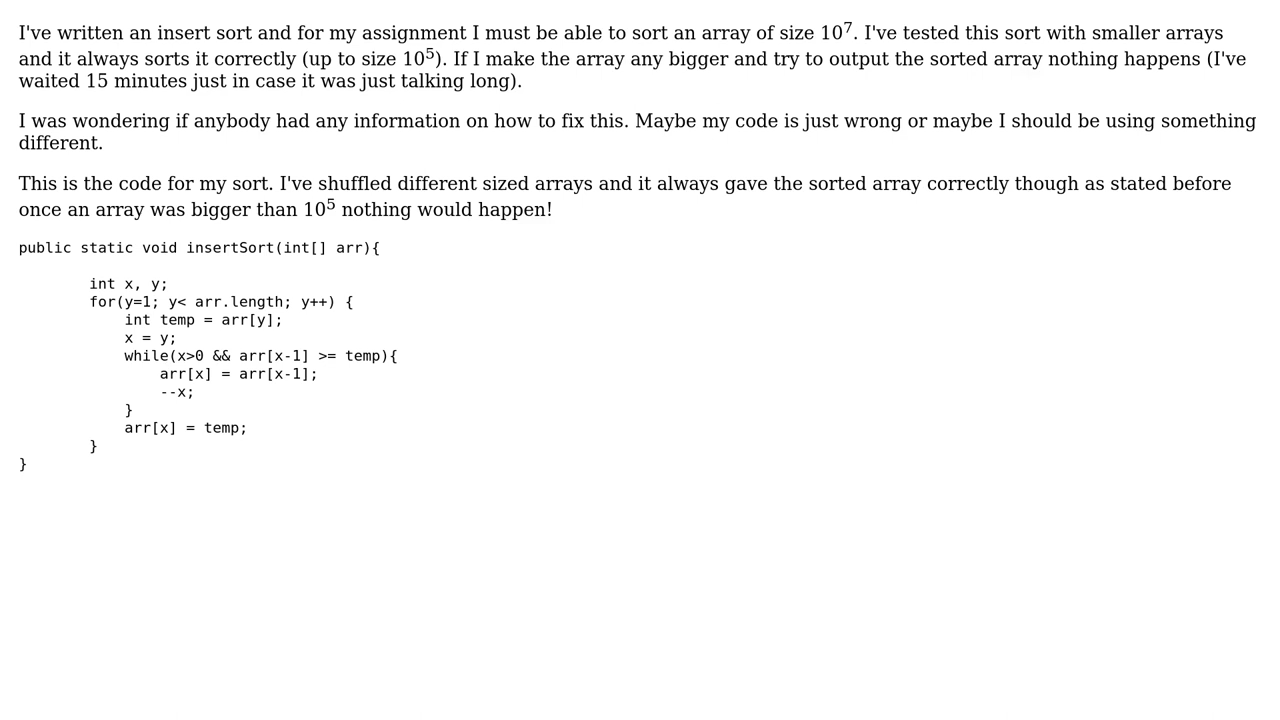 I've written an insert sort and for my assignment I must be able to sort an array of size 10⁷. I've tested this sort with smaller arrays
and it always sorts it correctly (up to size 10⁵). If I make the array any bigger and try to output the sorted array nothing happens (I've
waited 15 minutes just in case it was just talking long).
I was wondering if anybody had any information on how to fix this. Maybe my code is just wrong or maybe I should be using something
different.
This is the code for my sort. I've shuffled different sized arrays and it always gave the sorted array correctly though as stated before
once an array was bigger than 10⁵ nothing would happen!
public static void insertSort(int[] arr){
        int x, y;
        for(y=1; y< arr.length; y++) {
            int temp = arr[y];
            x = y;
            while(x>0 && arr[x-1] >= temp){
                arr[x] = arr[x-1];
                --x;
            }
            arr[x] = temp;
        }
}